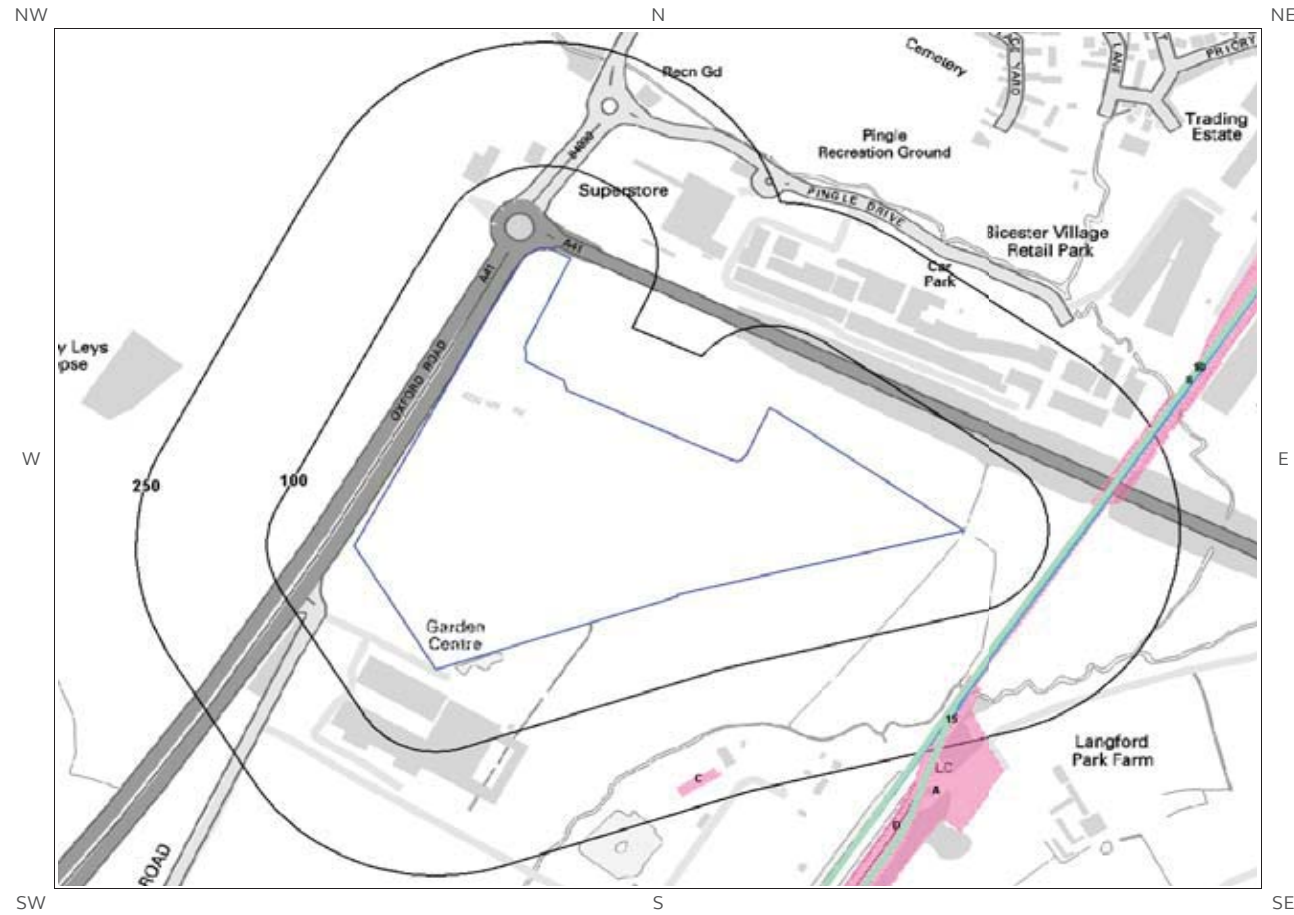 NW
N
NE
Cemetery
Recn Gd
LANE
PRIORY
YARD
Trading
Estate
Pingle
Recreation Ground
B4030
Superstore
PINGLE DRIVE
Bicester Village
Retail Park
A41
A41
Car
Park
y Leys
pse
OXFORD ROAD
W
E
250
100
Garden
Centre
15
Langford
Park Farm
LC
C
A
D
ROAD
SW
S
SE